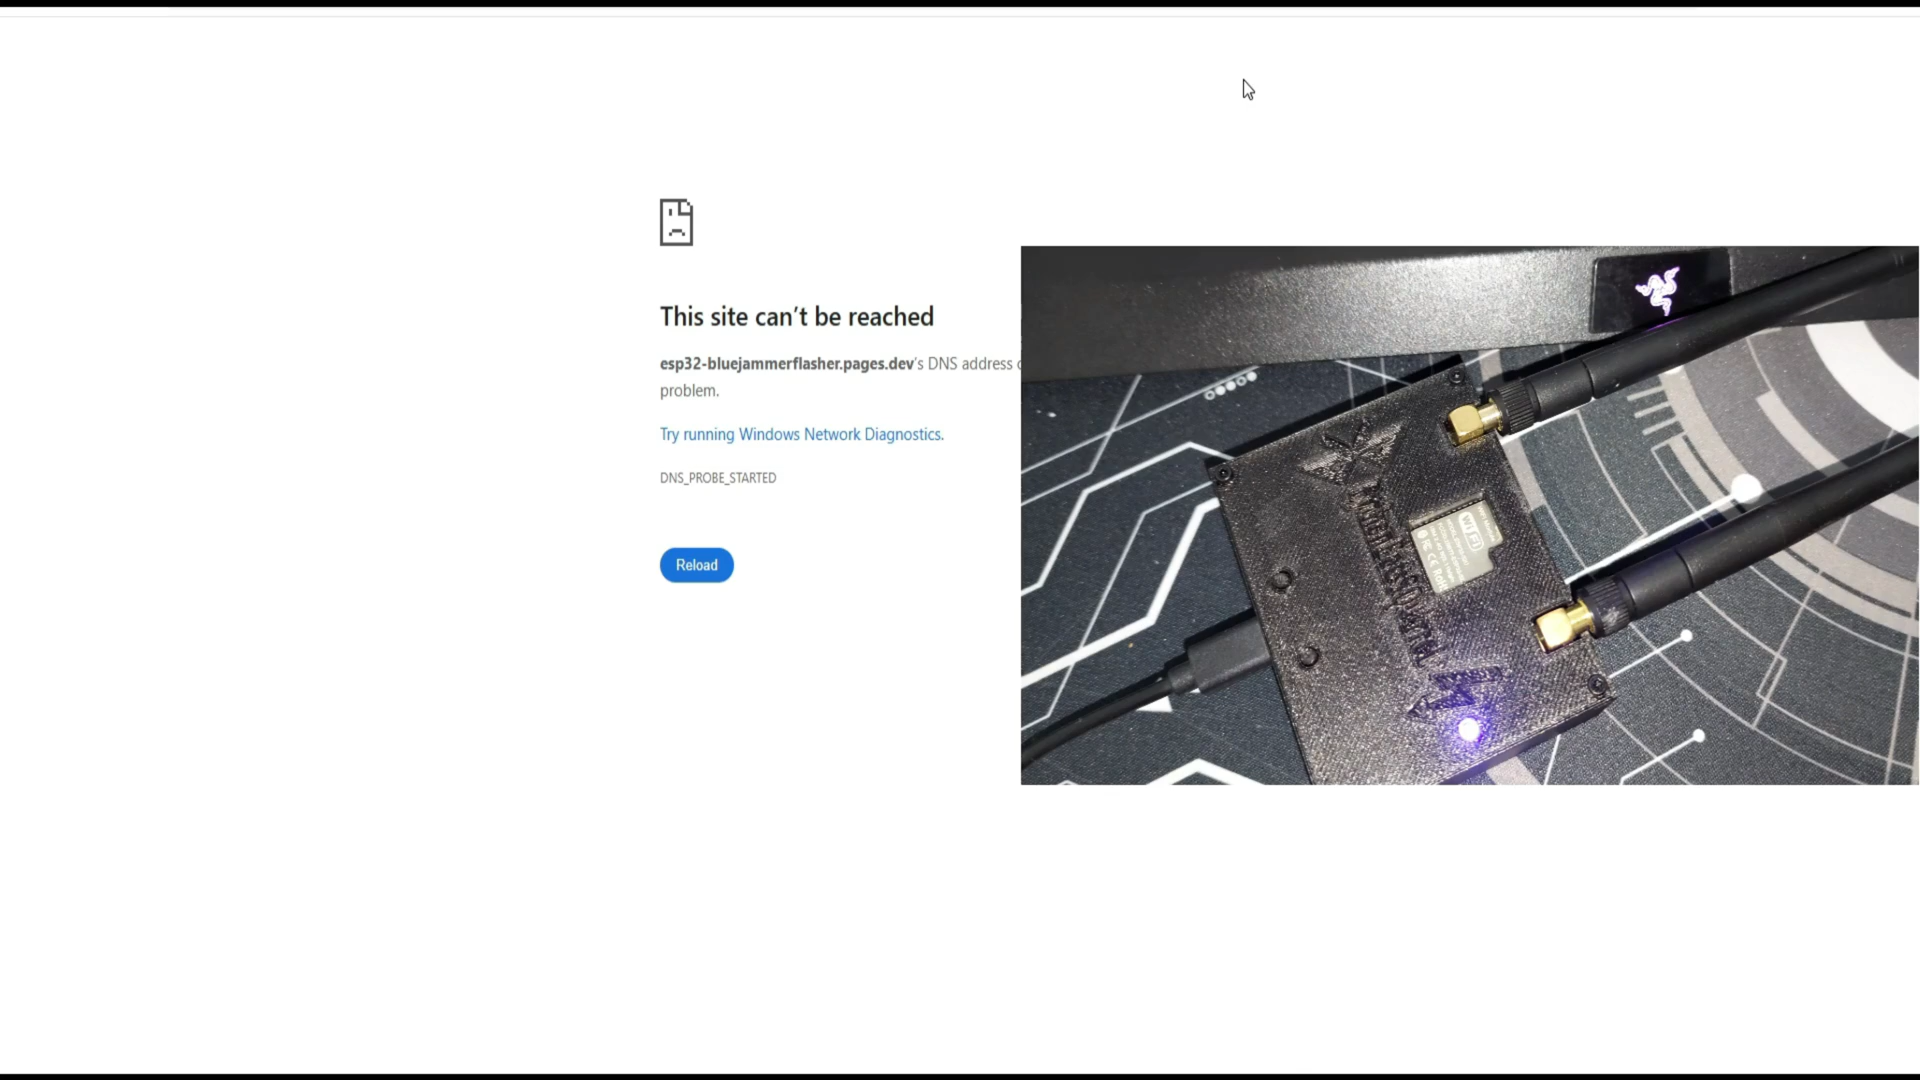 This site can’t be reached
esp32-bluejammerflasher.pages.dev’s DNS address
problem.
Try running Windows Network Diagnostics.
DNS_PROBE_STARTED
Reload
WiFi